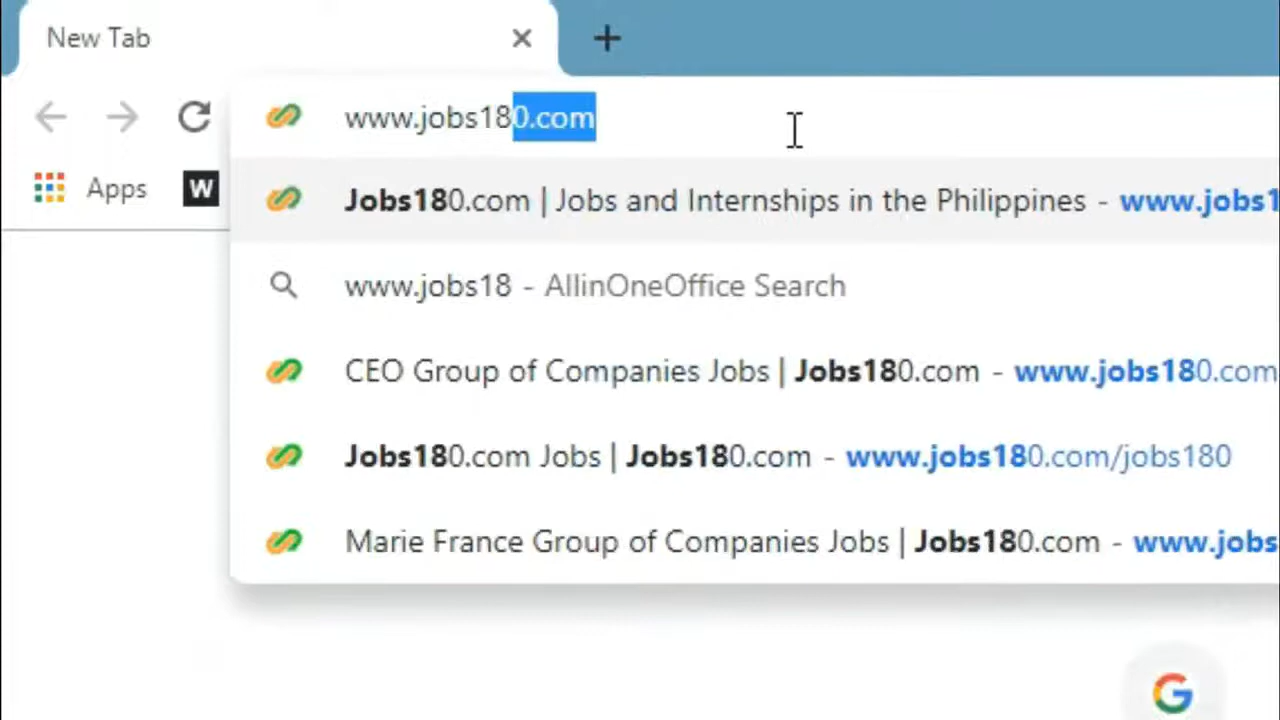 New Tab
www.jobs180.com
Apps W
Jobs180.com | Jobs and Internships in the Philippines - www.jobs1
www.jobs18 - AllinOneOffice Search
CEO Group of Companies Jobs | Jobs180.com - www.jobs180.com
Jobs180.com Jobs | Jobs180.com - www.jobs180.com/jobs180
Marie France Group of Companies Jobs | Jobs180.com - www.jobs
G